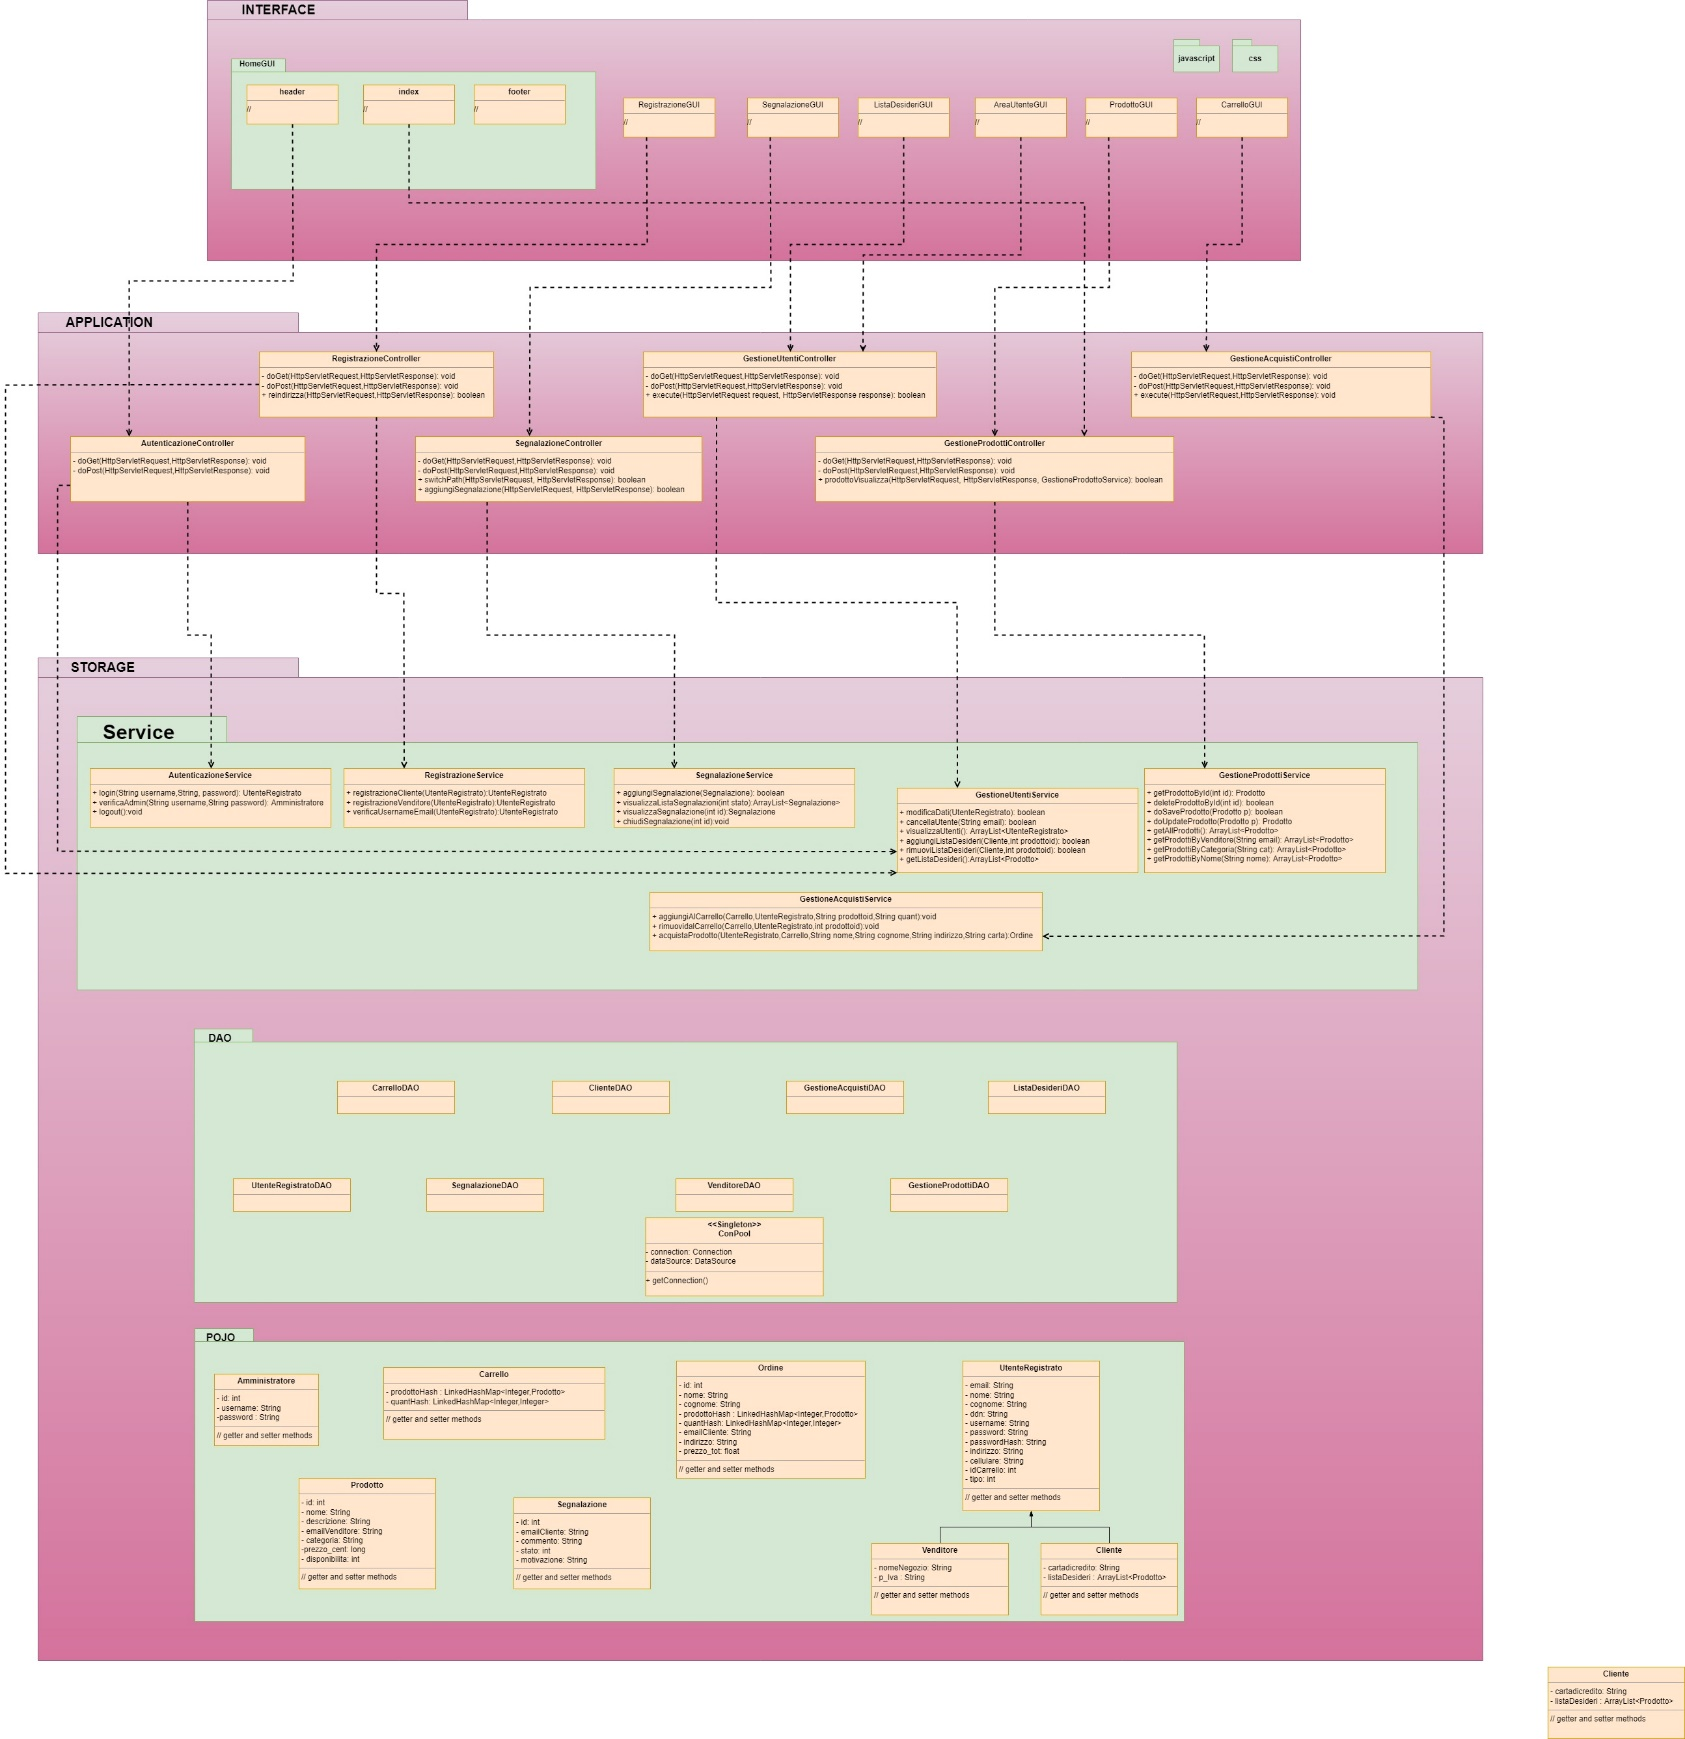 INTERFACE
javascript
css
HomeGUI
header
//
index
//
footer
//
RegistrazioneGUI
//
SegnalazioneGUI
//
ListaDesideriGUI
//
AreaUtenteGUI
//
ProdottoGUI
//
CarrelloGUI
//
APPLICATION
RegistrazioneController
- doGet(HttpServletRequest,HttpServletResponse): void
- doPost(HttpServletRequest,HttpServletResponse): void
+ reindirizza(HttpServletRequest,HttpServletResponse): boolean
GestioneUtentiController
- doGet(HttpServletRequest,HttpServletResponse): void
- doPost(HttpServletRequest,HttpServletResponse): void
+ execute(HttpServletRequest request, HttpServletResponse response): boolean
GestioneAcquistiController
- doGet(HttpServletRequest,HttpServletResponse): void
- doPost(HttpServletRequest,HttpServletResponse): void
+ execute(HttpServletRequest,HttpServletResponse): void
AutenticazioneController
- doGet(HttpServletRequest,HttpServletResponse): void
- doPost(HttpServletRequest,HttpServletResponse): void
SegnalazioneController
- doGet(HttpServletRequest,HttpServletResponse): void
- doPost(HttpServletRequest,HttpServletResponse): void
+ switchPath(HttpServletRequest, HttpServletResponse): boolean
+ aggiungiSegnalazione(HttpServletRequest, HttpServletResponse): boolean
GestioneProdottiController
- doGet(HttpServletRequest,HttpServletResponse): void
- doPost(HttpServletRequest,HttpServletResponse): void
+ prodottoVisualizza(HttpServletRequest, HttpServletResponse, GestioneProdottoService): boolean
STORAGE
Service
AutenticazioneService
+ login(String username,String, password): UtenteRegistrato
+ verificaAdmin(String username,String password): Amministratore
+ logout():void
RegistrazioneService
+ registrazioneCliente(UtenteRegistrato):UtenteRegistrato
+ registrazioneVenditore(UtenteRegistrato):UtenteRegistrato
+ verificaUsernameEmail(UtenteRegistrato):UtenteRegistrato
SegnalazioneService
+ aggiungiSegnalazione(Segnalazione): boolean
+ visualizzaListaSegnalazioni(int stato):ArrayList<Segnalazione>
+ visualizzaSegnalazione(int id):Segnalazione
+ chiudiSegnalazione(int id):void
GestioneUtentiService
+ modificaDati(UtenteRegistrato): boolean
+ cancellaUtente(String email): boolean
+ visualizzaUtenti(): ArrayList<UtenteRegistrato>
+ aggiungiListaDesideri(Cliente,int prodottoid): boolean
+ rimuoviListaDesideri(Cliente,int prodottoid): boolean
+ getListaDesideri():ArrayList<Prodotto>
GestioneProdottiService
+ getProdottoById(int id): Prodotto
+ deleteProdottoById(int id): boolean
+ doSaveProdotto(Prodotto p): boolean
+ doUpdateProdotto(Prodotto p): Prodotto
+ getAllProdotti(): ArrayList<Prodotto>
+ getProdottiByVenditore(String email): ArrayList<Prodotto>
+ getProdottiByCategoria(String cat): ArrayList<Prodotto>
+ getProdottiByNome(String nome): ArrayList<Prodotto>
GestioneAcquistiService
+ aggiungiAlCarrello(Carrello,UtenteRegistrato,String prodottoid,String quant):void
+ rimuovidalCarrello(Carrello,UtenteRegistrato,int prodottoid):void
+ acquistaProdotto(UtenteRegistrato,Carrello,String nome,String cognome,String indirizzo,String carta):Ordine
DAO
CarrelloDAO
ClienteDAO
GestioneAcquistiDAO
ListaDesideriDAO
UtenteRegistratoDAO
SegnalazioneDAO
VenditoreDAO
GestioneProdottiDAO
<<Singleton>>
ConPool
- connection: Connection
- dataSource: DataSource
+ getConnection()
POJO
Amministratore
- id: int
- username: String
-password : String
// getter and setter methods
Carrello
- prodottoHash : LinkedHashMap<Integer,Prodotto>
- quantHash: LinkedHashMap<Integer,Integer>
// getter and setter methods
Ordine
- id: int
- nome: String
- cognome: String
- prodottoHash : LinkedHashMap<Integer,Prodotto>
- quantHash: LinkedHashMap<Integer,Integer>
- emailCliente: String
- indirizzo: String
- prezzo_tot: float
// getter and setter methods
UtenteRegistrato
- email: String
- nome: String
- cognome: String
- ddn: String
- username: String
- password: String
- passwordHash: String
- indirizzo: String
- cellulare: String
- idCarrello: int
- tipo: int
// getter and setter methods
Prodotto
- id: int
- nome: String
- descrizione: String
- emailVenditore: String
- categoria: String
-prezzo_cent: long
- disponibilita: int
// getter and setter methods
Segnalazione
- id: int
- emailCliente: String
- commento: String
- stato: int
- motivazione: String
// getter and setter methods
Venditore
- nomeNegozio: String
- p_iva : String
// getter and setter methods
Cliente
- cartadicredito: String
- listaDesideri : ArrayList<Prodotto>
// getter and setter methods
Cliente
- cartadicredito: String
- listaDesideri : ArrayList<Prodotto>
// getter and setter methods